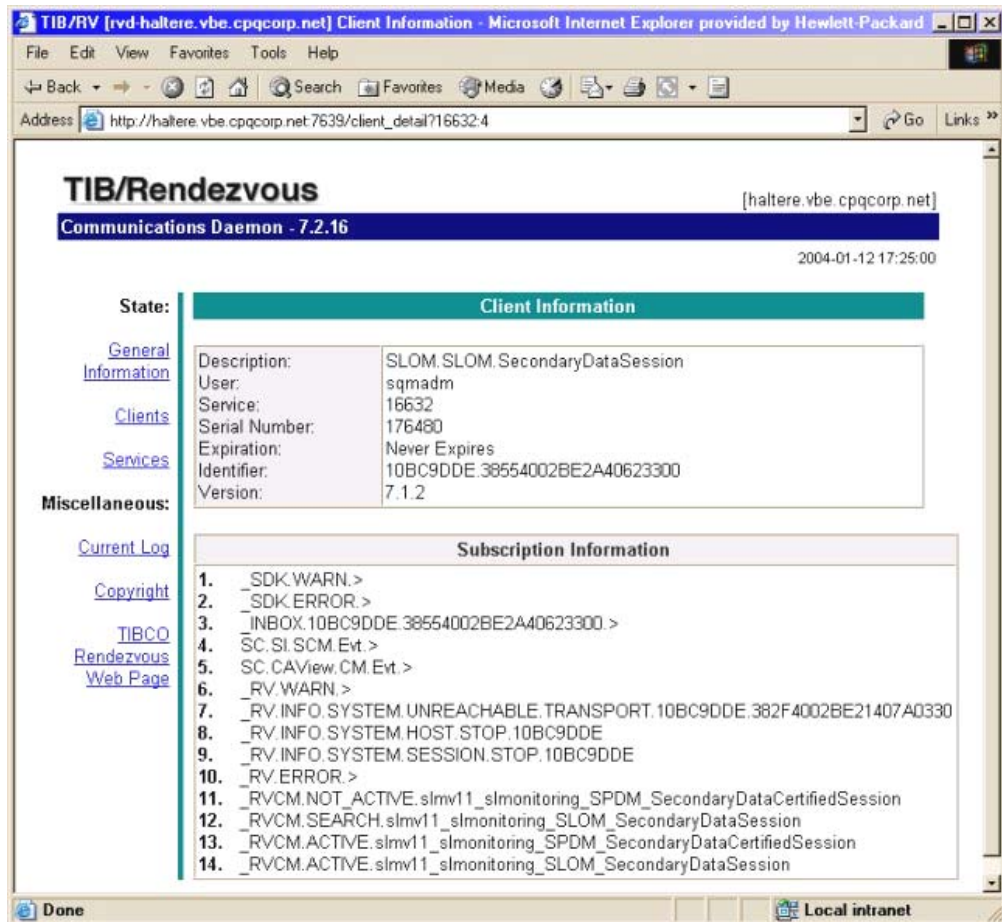 TIB/RV [rvd-haltere.vbe.cpqcorp.net] Client Information - Microsoft Internet Explorer provided by Hewlett-Packard
File Edit View Favorites Tools Help
Back Search Favorites Media
Address http://haltere.vbe.cpqcorp.net:7639/client_detail?16632:4 Go Links »
TIB/Rendezvous
[haltere.vbe.cpqcorp.net]
Communications Daemon - 7.2.16
2004-01-12 17:25:00
State:
General Information
Clients
Services
Miscellaneous:
Current Log
Copyright
TIBCO Rendezvous Web Page
Client Information
Description: SLOM.SLOM.SecondaryDataSession
User: sqmadm
Service: 16632
Serial Number: 176480
Expiration: Never Expires
Identifier: 10BC9DDE.38554002BE2A40623300
Version: 7.1.2
Subscription Information
1. _SDK.WARN.>
2. _SDK.ERROR.>
3. _INBOX.10BC9DDE.38554002BE2A40623300.>
4. SC.SI.SCM.Evt.>
5. SC.CAView.CM.Evt.>
6. _RV.WARN.>
7. _RV.INFO.SYSTEM.UNREACHABLE.TRANSPORT.10BC9DDE.382F4002BE21407A0330
8. _RV.INFO.SYSTEM.HOST.STOP.10BC9DDE
9. _RV.INFO.SYSTEM.SESSION.STOP.10BC9DDE
10. _RV.ERROR.>
11. _RVCM.NOT_ACTIVE.slmv11_slmonitoring_SPDM_SecondaryDataCertifiedSession
12. _RVCM.SEARCH.slmv11_slmonitoring_SLOM_SecondaryDataSession
13. _RVCM.ACTIVE.slmv11_slmonitoring_SPDM_SecondaryDataCertifiedSession
14. _RVCM.ACTIVE.slmv11_slmonitoring_SLOM_SecondaryDataSession
Done
Local intranet